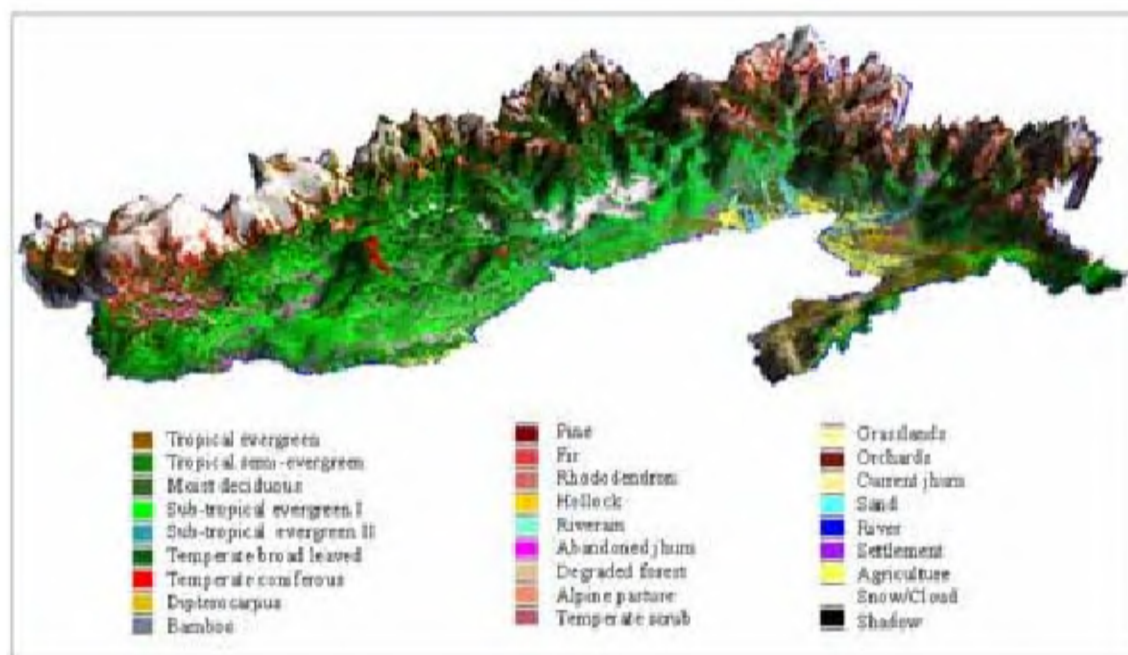 Tropical evergreen
Tropical semi-evergreen
Moist deciduous
Sub-tropical evergreen I
Sub-tropical evergreen II
Temperate broad leaved
Temperate coniferous
Dipterocarpus
Bamboo
Pine
Fir
Rhododendron
Hollock
Riverain
Abandoned jhum
Degraded forest
Alpine pasture
Temperate scrub
Grasslands
Orchards
Current jhum
Sand
River
Settlement
Agriculture
Snow/Cloud
Shadow